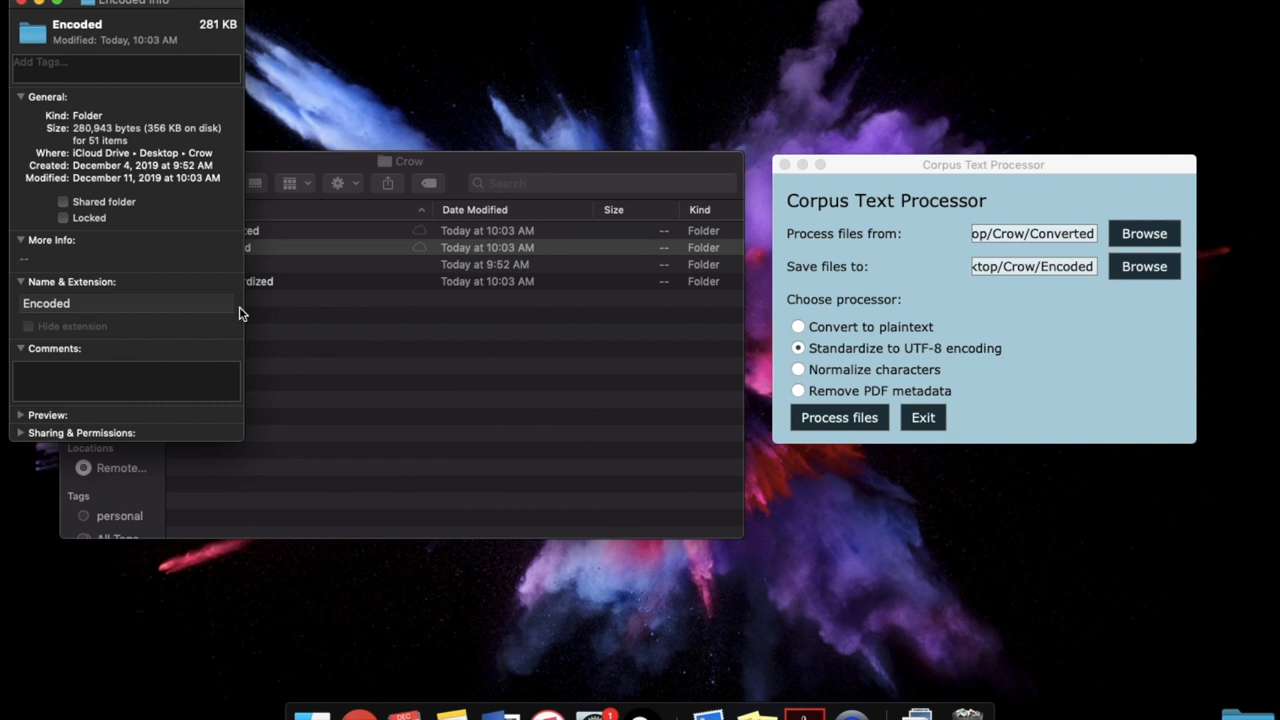 Encoded Info
Encoded 281 KB
Modified: Today, 10:03 AM
Add Tags...
General:
Kind: Folder
Size: 280,943 bytes (356 KB on disk)
for 51 items
Where: iCloud Drive ▸ Desktop ▸ Crow
Created: December 4, 2019 at 9:52 AM
Modified: December 11, 2019 at 10:03 AM
Shared folder
Locked
More Info:
--
Name & Extension:
Encoded
Hide extension
Comments:
Preview:
Sharing & Permissions:
Crow
Search
Date Modified Size Kind
ted Today at 10:03 AM -- Folder
d Today at 10:03 AM -- Folder
Today at 9:52 AM -- Folder
dized Today at 10:03 AM -- Folder
Locations
Remote...
Tags
personal
All Tags
Corpus Text Processor
Corpus Text Processor
Process files from: op/Crow/Converted Browse
Save files to: ktop/Crow/Encoded Browse
Choose processor:
Convert to plaintext
Standardize to UTF-8 encoding
Normalize characters
Remove PDF metadata
Process files Exit
DEC
1